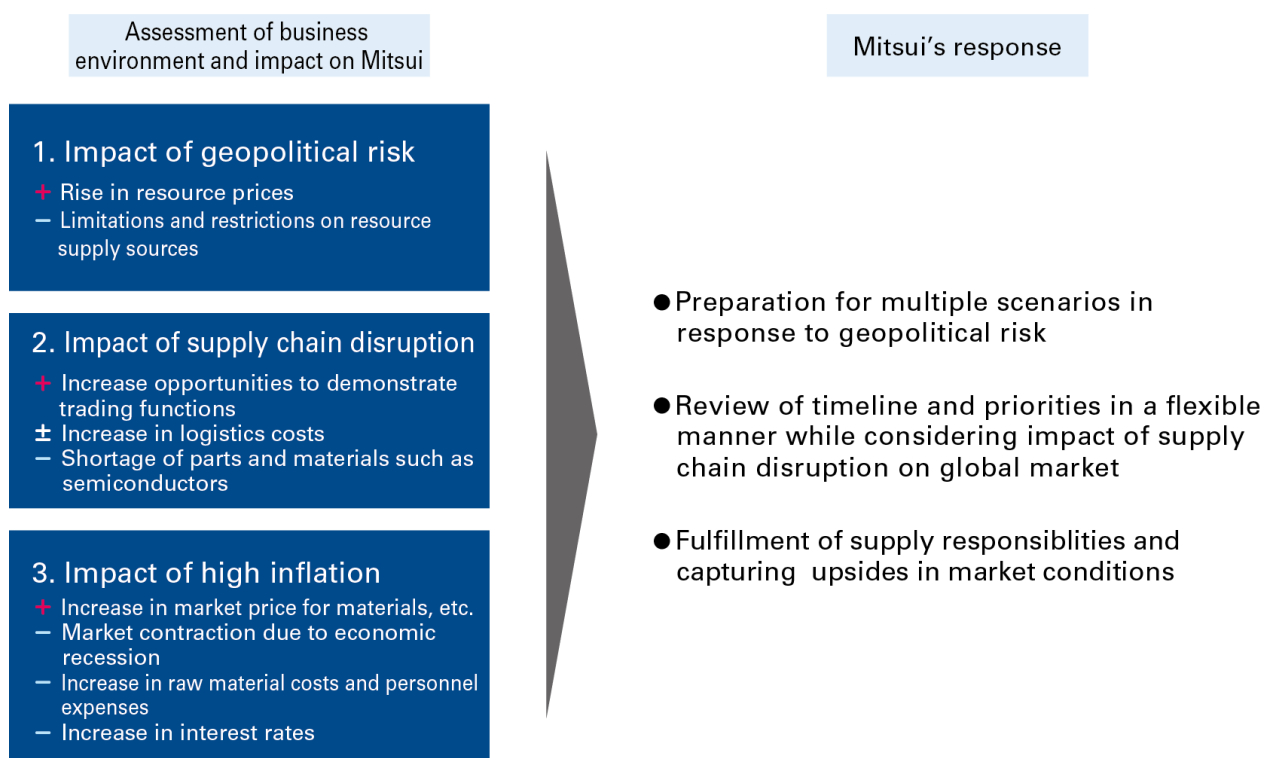 Assessment of business
environment and impact on Mitsui
Mitsui's response
1. Impact of geopolitical risk
+ Rise in resource prices
− Limitations and restrictions on resource
supply sources
2. Impact of supply chain disruption
+ Increase opportunities to demonstrate
trading functions
± Increase in logistics costs
− Shortage of parts and materials such as
semiconductors
3. Impact of high inflation
+ Increase in market price for materials, etc.
− Market contraction due to economic
recession
− Increase in raw material costs and personnel
expenses
− Increase in interest rates
●Preparation for multiple scenarios in
response to geopolitical risk
●Review of timeline and priorities in a flexible
manner while considering impact of supply
chain disruption on global market
●Fulfillment of supply responsiblities and
capturing upsides in market conditions